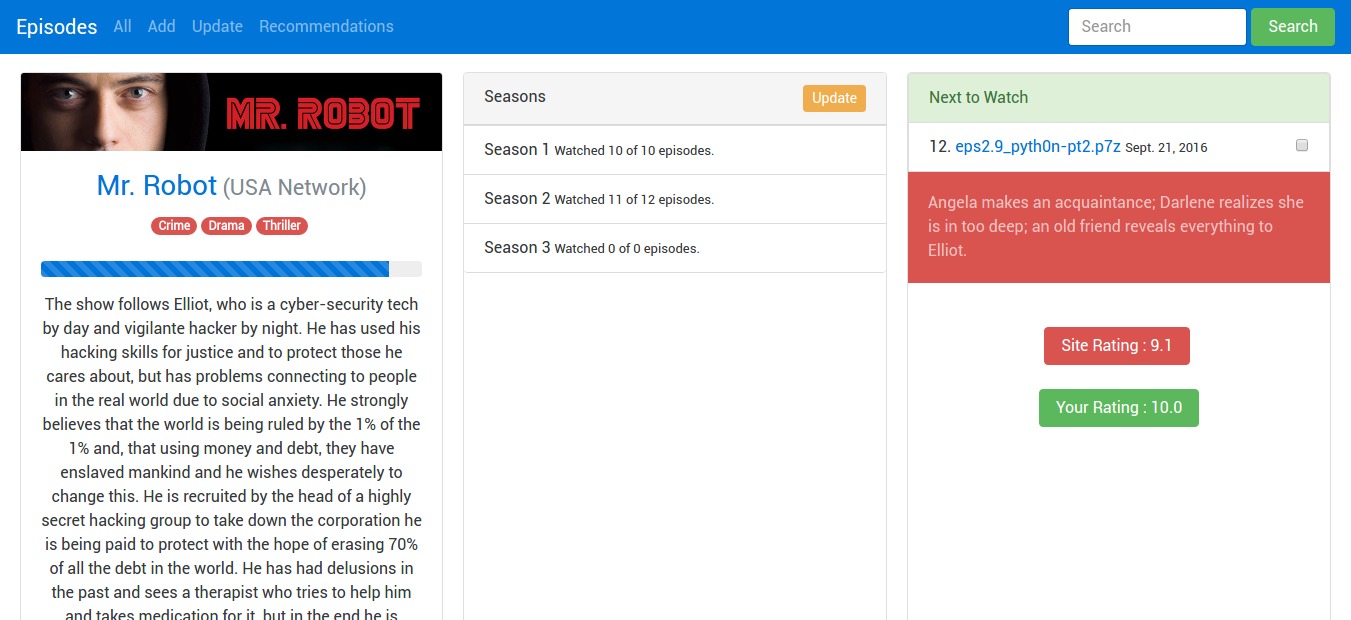 Episodes All Add Update Recommendations Search Search
MR. ROBOT
Mr. Robot (USA Network)
Crime Drama Thriller
The show follows Elliot, who is a cyber-security tech
by day and vigilante hacker by night. He has used his
hacking skills for justice and to protect those he
cares about, but has problems connecting to people
in the real world due to social anxiety. He strongly
believes that the world is being ruled by the 1% of the
1% and, that using money and debt, they have
enslaved mankind and he wishes desperately to
change this. He is recruited by the head of a highly
secret hacking group to take down the corporation he
is being paid to protect with the hope of erasing 70%
of all the debt in the world. He has had delusions in
the past and sees a therapist who tries to help him
and takes medication for it, but in the end he is
Seasons Update
Season 1 Watched 10 of 10 episodes.
Season 2 Watched 11 of 12 episodes.
Season 3 Watched 0 of 0 episodes.
Next to Watch
12. eps2.9_pyth0n-pt2.p7z Sept. 21, 2016
Angela makes an acquaintance; Darlene realizes she
is in too deep; an old friend reveals everything to
Elliot.
Site Rating : 9.1
Your Rating : 10.0